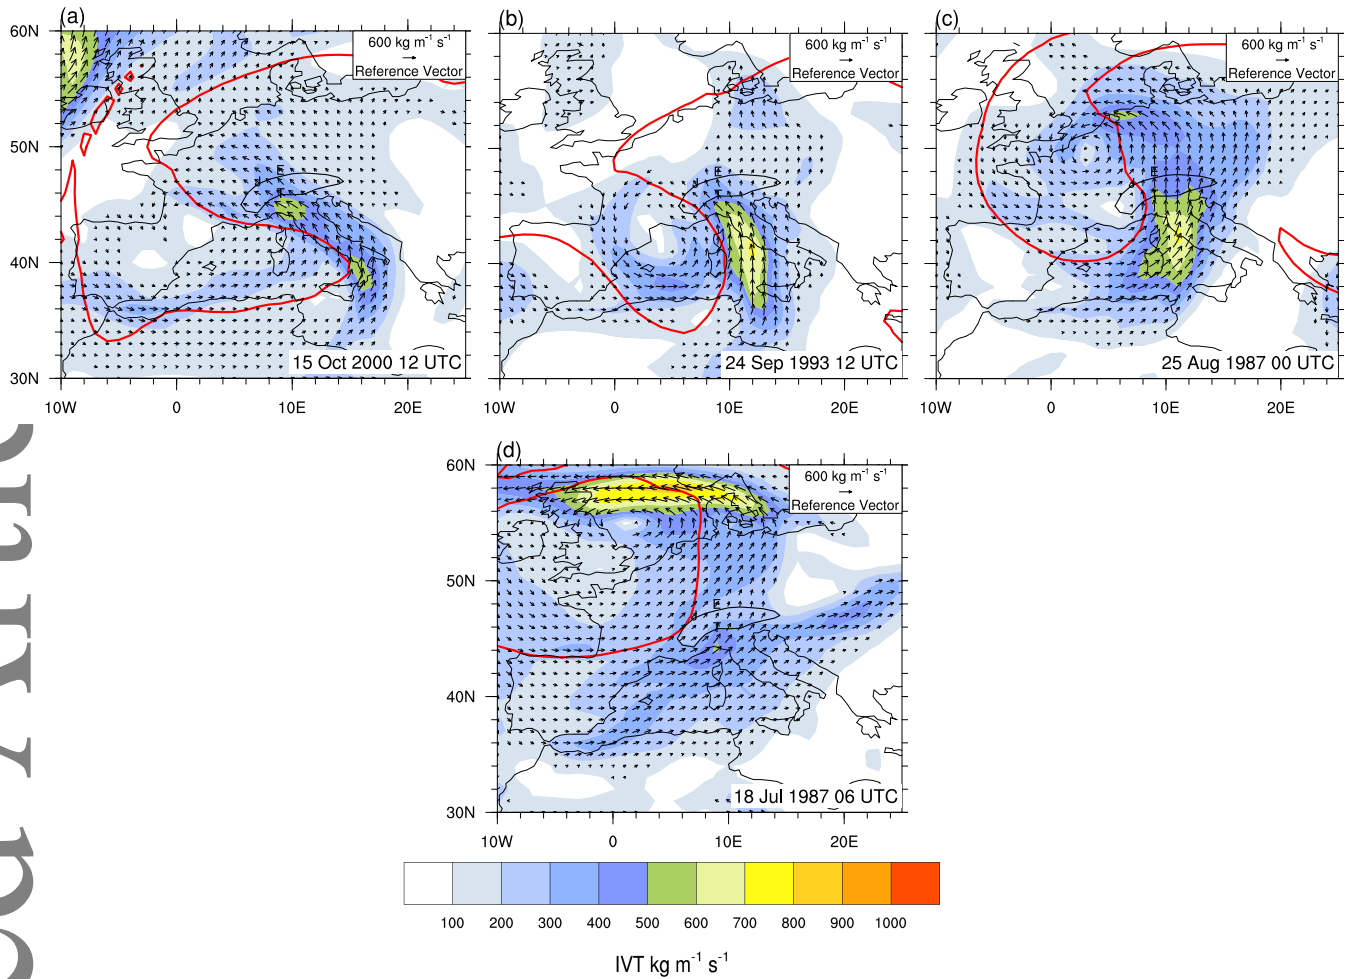 (a)
60N
50N
40N
30N
10W 0 10E 20E
600 kg m⁻¹ s⁻¹
Reference Vector
E
15 Oct 2000 12 UTC
(b)
10W 0 10E 20E
600 kg m⁻¹ s⁻¹
Reference Vector
E
24 Sep 1993 12 UTC
(c)
10W 0 10E 20E
600 kg m⁻¹ s⁻¹
Reference Vector
E
25 Aug 1987 00 UTC
(d)
60N
50N
40N
30N
10W 0 10E 20E
600 kg m⁻¹ s⁻¹
Reference Vector
E
18 Jul 1987 06 UTC
100 200 300 400 500 600 700 800 900 1000
IVT kg m⁻¹ s⁻¹